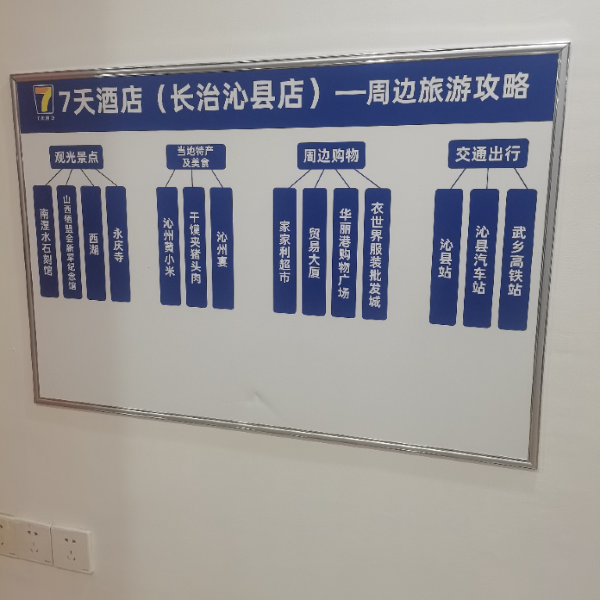 7天酒店（长治沁县店）—周边旅游攻略
观光景点
南涅水石刻馆
山西牺盟会新军纪念馆
西湖
永庆寺
当地特产
及美食
沁州黄小米
干馍夹猪头肉
沁州宴
周边购物
家家利超市
贸易大厦
华丽港购物广场
衣世界服装批发城
交通出行
沁县站
沁县汽车站
武乡高铁站